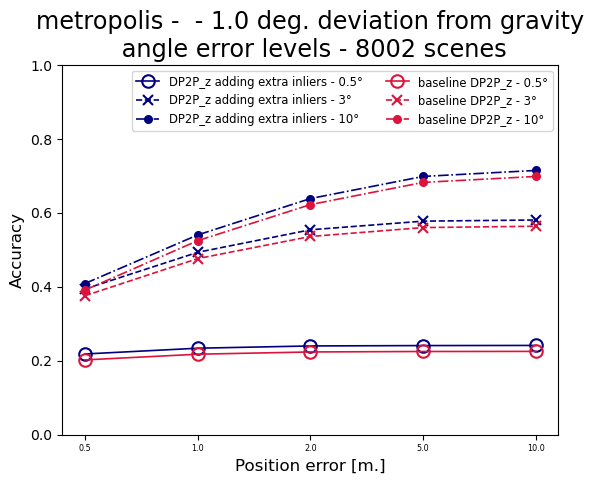 metropolis -  - 1.0 deg. deviation from gravity
angle error levels - 8002 scenes
DP2P_z adding extra inliers - 0.5°
DP2P_z adding extra inliers - 3°
DP2P_z adding extra inliers - 10°
baseline DP2P_z - 0.5°
baseline DP2P_z - 3°
baseline DP2P_z - 10°
Accuracy
1.0
0.8
0.6
0.4
0.2
0.0
0.5 1.0 2.0 5.0 10.0
Position error [m.]